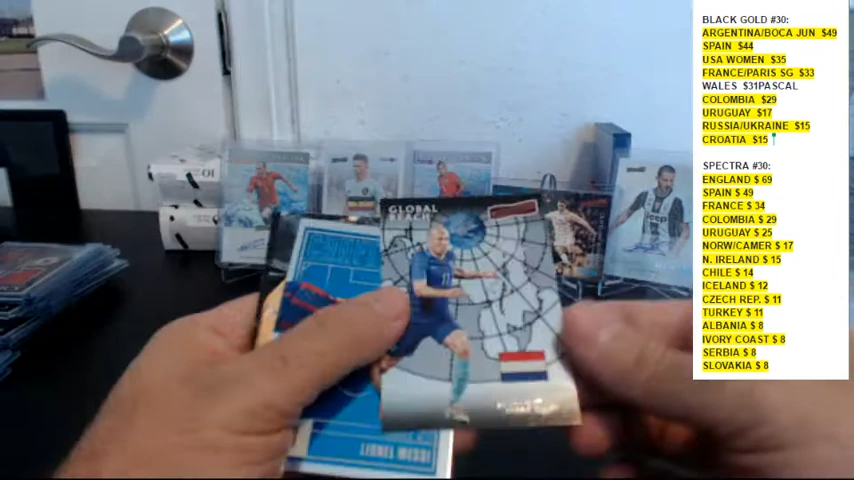 BLACK GOLD #30:
ARGENTINA/BOCA JUN $49
SPAIN $44
USA WOMEN $35
FRANCE/PARIS SG $33
WALES $31PASCAL
COLOMBIA $29
URUGUAY $17
RUSSIA/UKRAINE $15
CROATIA $15
SPECTRA #30:
ENGLAND $ 69
SPAIN $ 49
FRANCE $ 34
COLOMBIA $ 29
URUGUAY $ 25
NORW/CAMER $ 17
N. IRELAND $ 15
CHILE $ 14
ICELAND $ 12
CZECH REP. $ 11
TURKEY $ 11
ALBANIA $ 8
IVORY COAST $ 8
SERBIA $ 8
SLOVAKIA $ 8
GLOBAL
REACH
Jeep
10